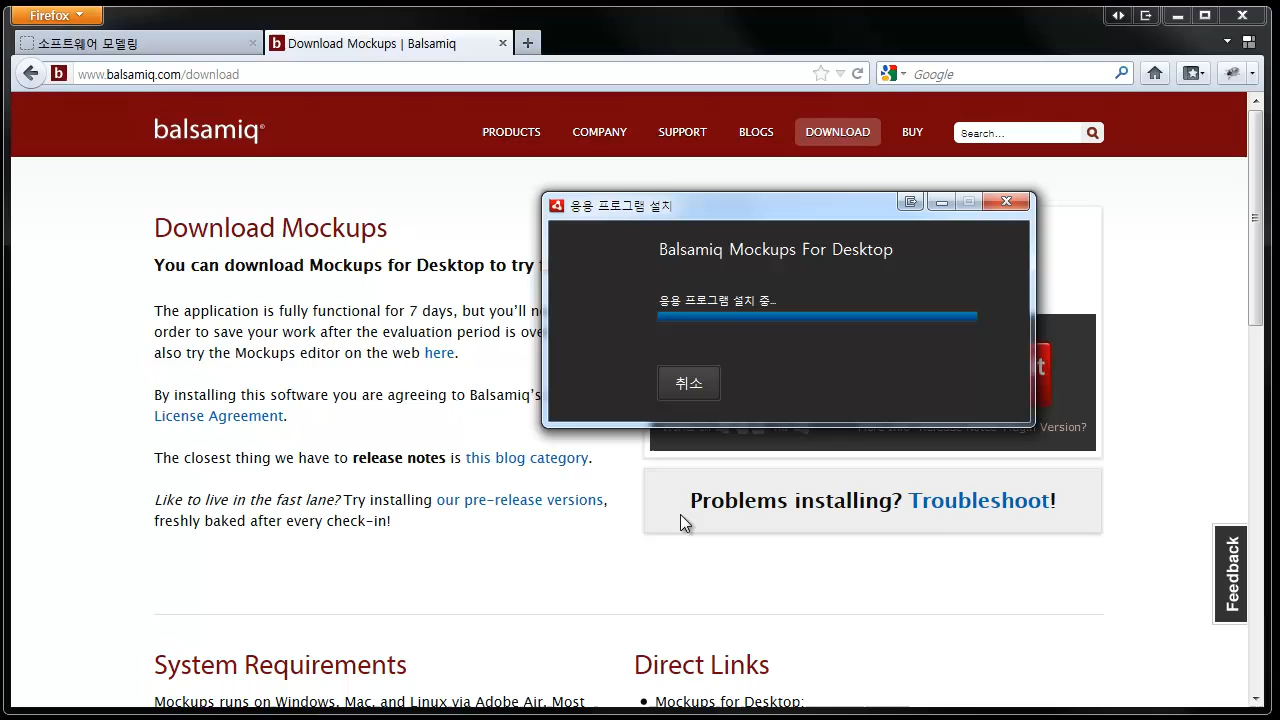 Firefox
소프트웨어 모델링
Download Mockups | Balsamiq
www.balsamiq.com/download
Google
balsamiq®
PRODUCTS
COMPANY
SUPPORT
BLOGS
DOWNLOAD
BUY
Search...
Download Mockups
You can download Mockups for Desktop to try
The application is fully functional for 7 days, but you'll
order to save your work after the evaluation period is
also try the Mockups editor on the web here.
By installing this software you are agreeing to Balsamiq's
License Agreement.
The closest thing we have to release notes is this blog category.
Like to live in the fast lane? Try installing our pre-release versions,
freshly baked after every check-in!
응용 프로그램 설치
Balsamiq Mockups For Desktop
응용 프로그램 설치 중...
취소
Version?
Problems installing? Troubleshoot!
Feedback
System Requirements
Mockups runs on Windows, Mac, and Linux via Adobe Air. Most
Direct Links
Mockups for Desktop: